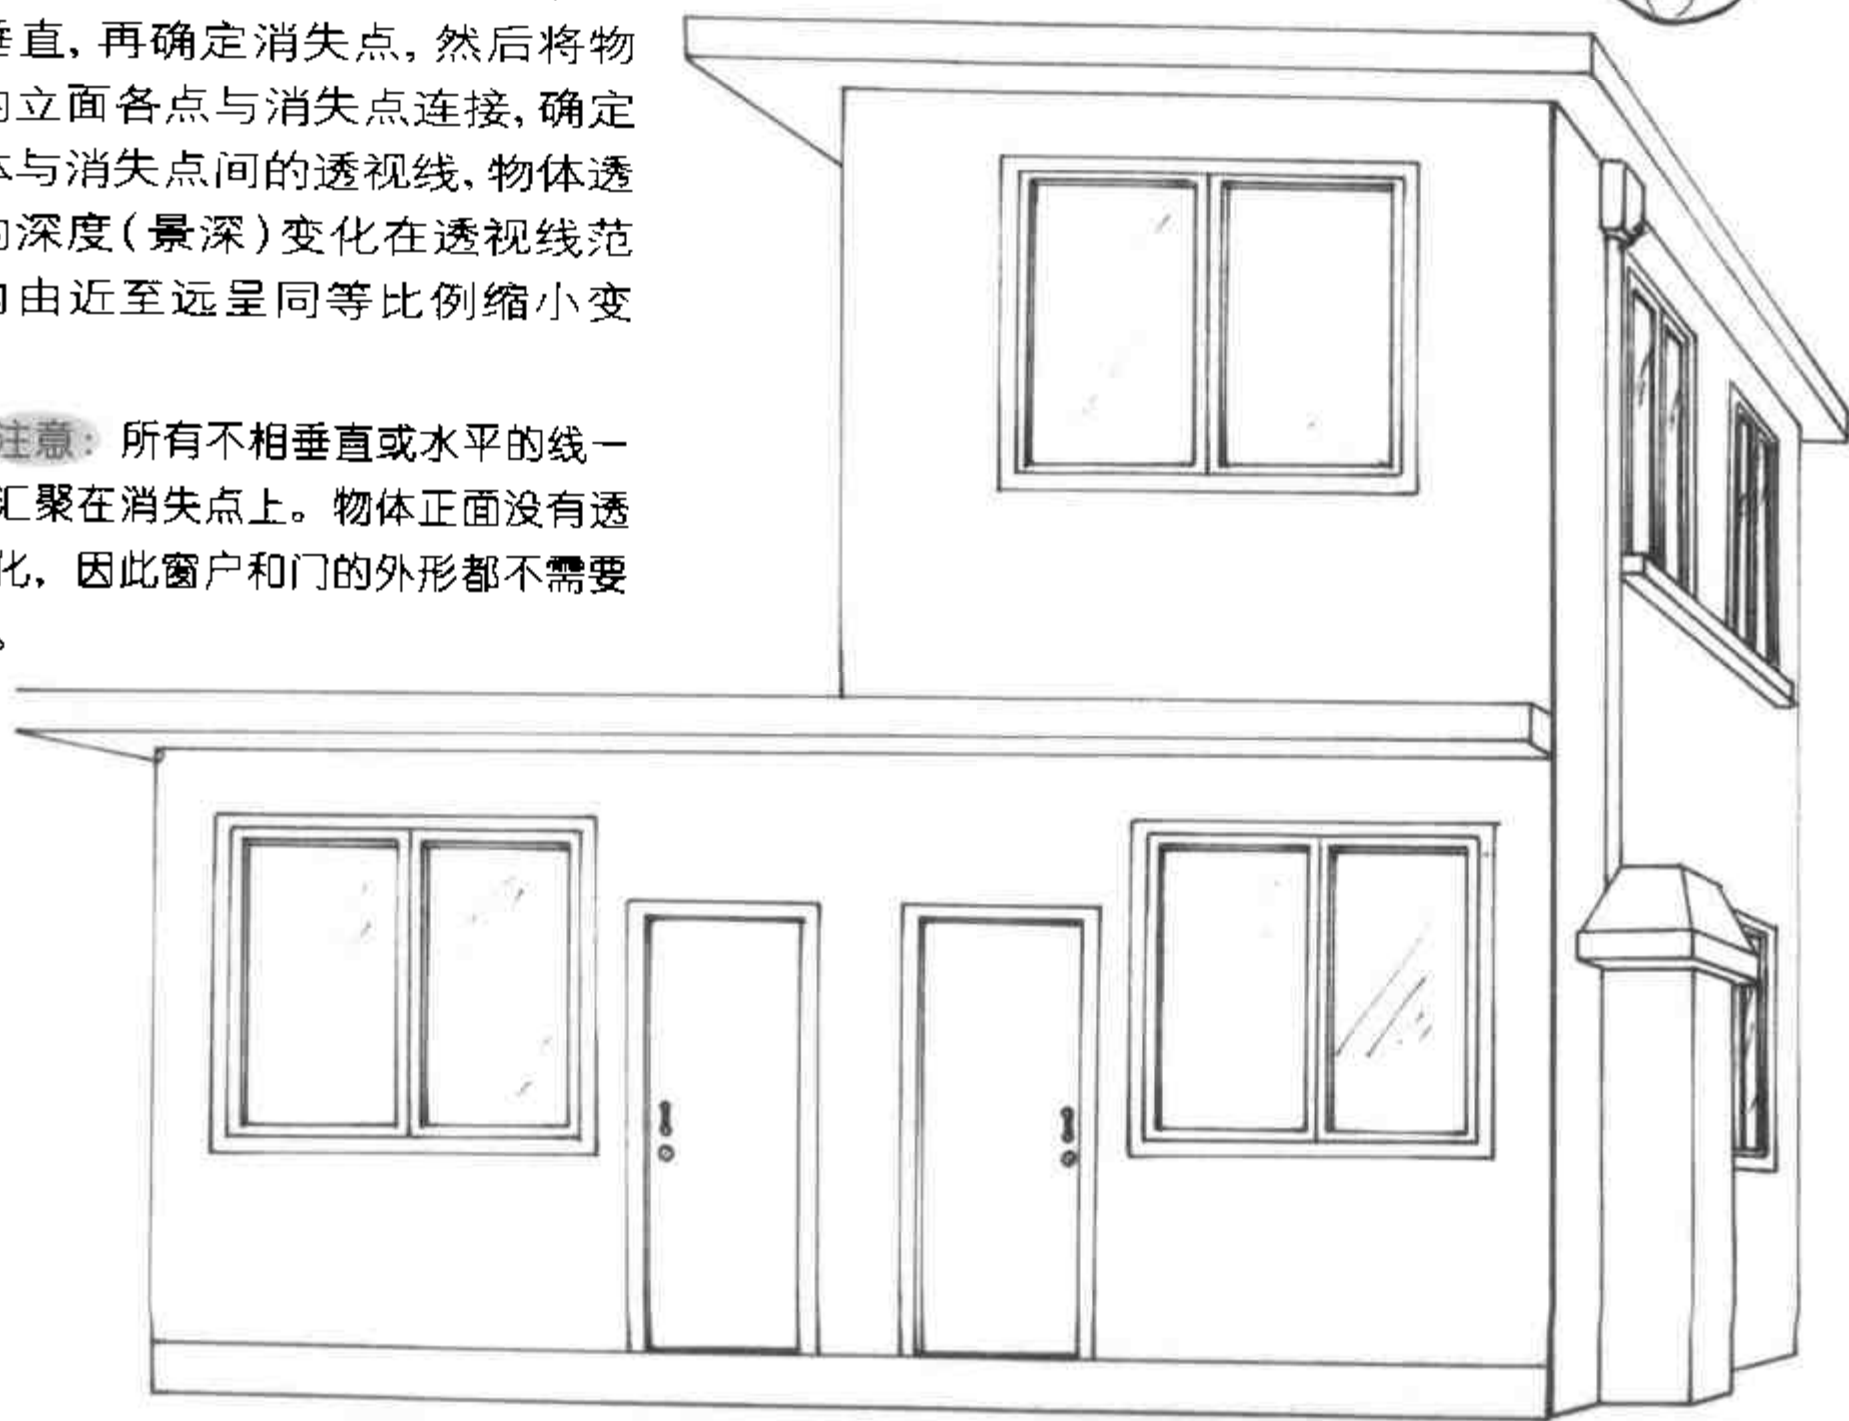 直,再确定消失点,然后将物
立面各点与消失点连接,确定
与消失点间的透视线,物体透
深度(景深)变化在透视线范
由近至远呈同等比例缩小变
注意:所有不相垂直或水平的线一
汇聚在消失点上。物体正面没有透
化,因此窗户和门的外形都不需要
。